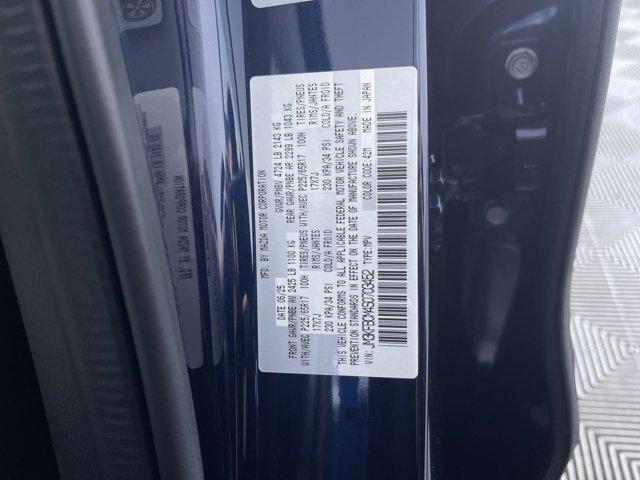 MFD. BY MAZDA MOTOR CORPORATION
DATE 06/25 GVWR/PNBV 4724 LB 2143 KG
FRONT GAWR/PNBE AV 2425 LB 1100 KG REAR GAWR/PNBE AR 2299 LB 1043 KG
WITH/AVEC P225/65R17 100H TIRES/PNEUS WITH/AVEC P225/65R17 100H TIRES/PNEUS
17X7J RIMS/JANTES 17X7J RIMS/JANTES
230 KPA/34 PSI COLD/A FROID 230 KPA/34 PSI COLD/A FROID
THIS VEHICLE CONFORMS TO ALL APPLICABLE FEDERAL MOTOR VEHICLE SAFETY AND THEFT
PREVENTION STANDARDS IN EFFECT ON THE DATE OF MANUFACTURE SHOWN ABOVE.
COLOR CODE: 42M MADE IN JAPAN
VIN: TYPE: MPV